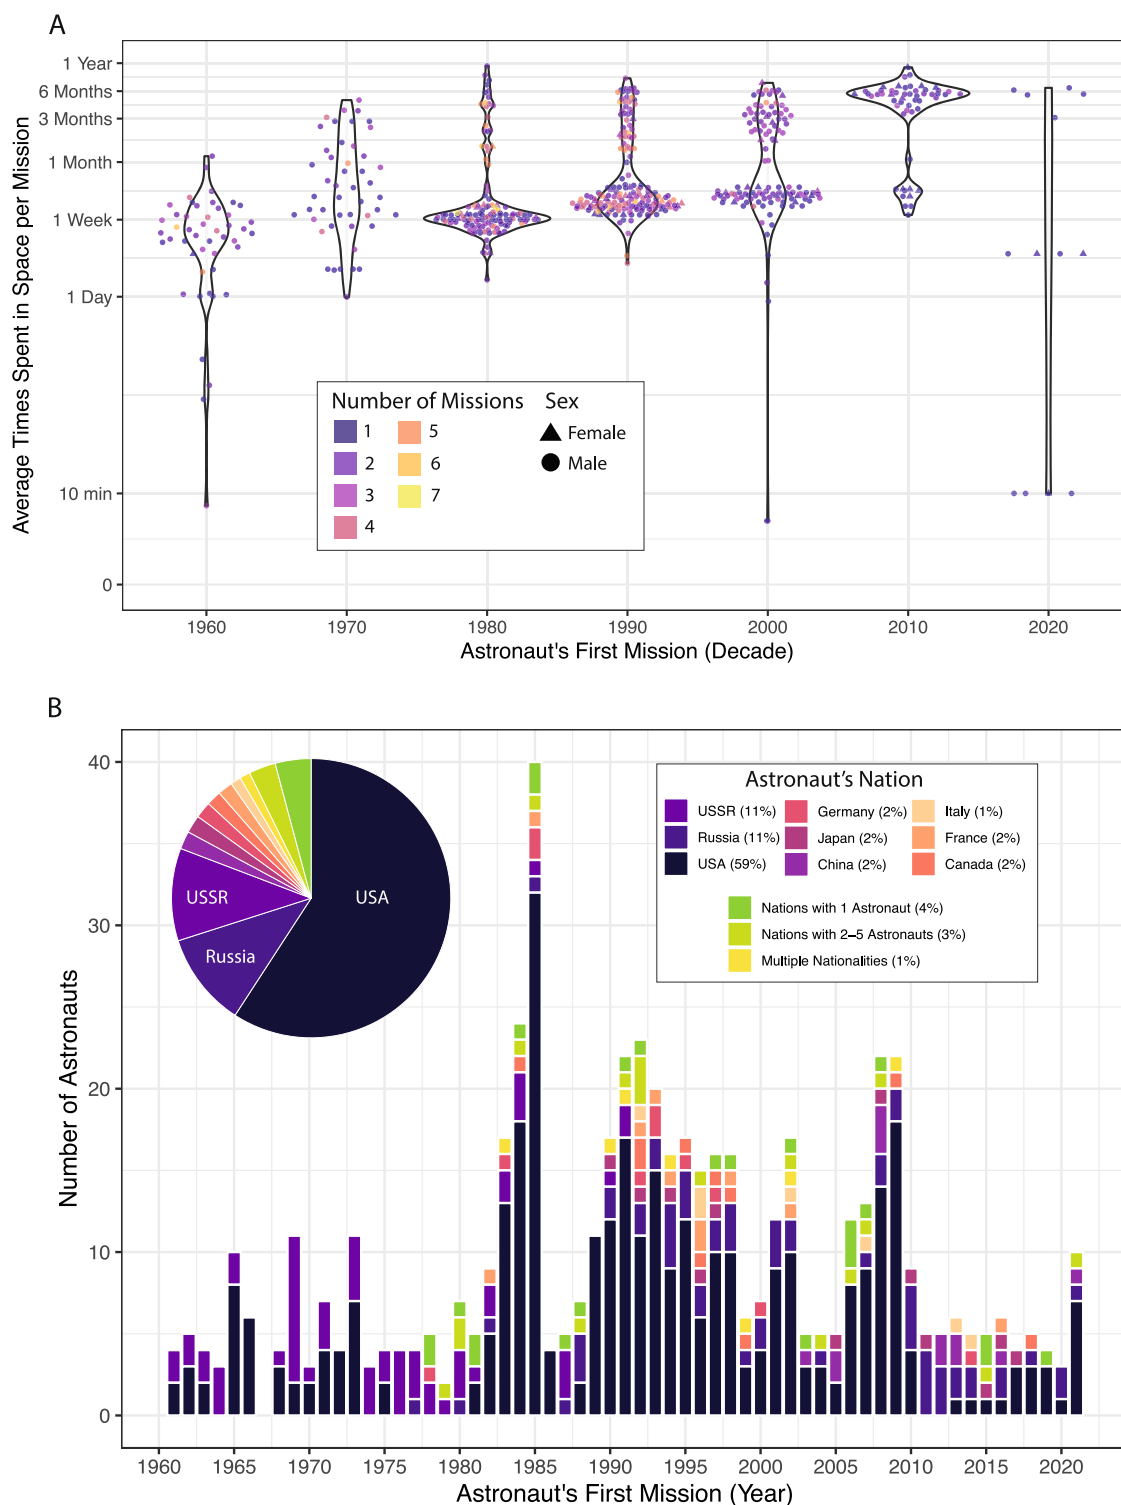 A
Average Times Spent in Space per Mission
1 Year
6 Months
3 Months
1 Month
1 Week
1 Day
10 min
0
Number of Missions
1
2
3
4
5
6
7
Sex
Female
Male
1960 1970 1980 1990 2000 2010 2020
Astronaut's First Mission (Decade)
B
Number of Astronauts
40
30
20
10
0
USA
USSR
Russia
Astronaut's Nation
USSR (11%) Germany (2%) Italy (1%)
Russia (11%) Japan (2%) France (2%)
USA (59%) China (2%) Canada (2%)
Nations with 1 Astronaut (4%)
Nations with 2–5 Astronauts (3%)
Multiple Nationalities (1%)
1960 1965 1970 1975 1980 1985 1990 1995 2000 2005 2010 2015 2020
Astronaut's First Mission (Year)